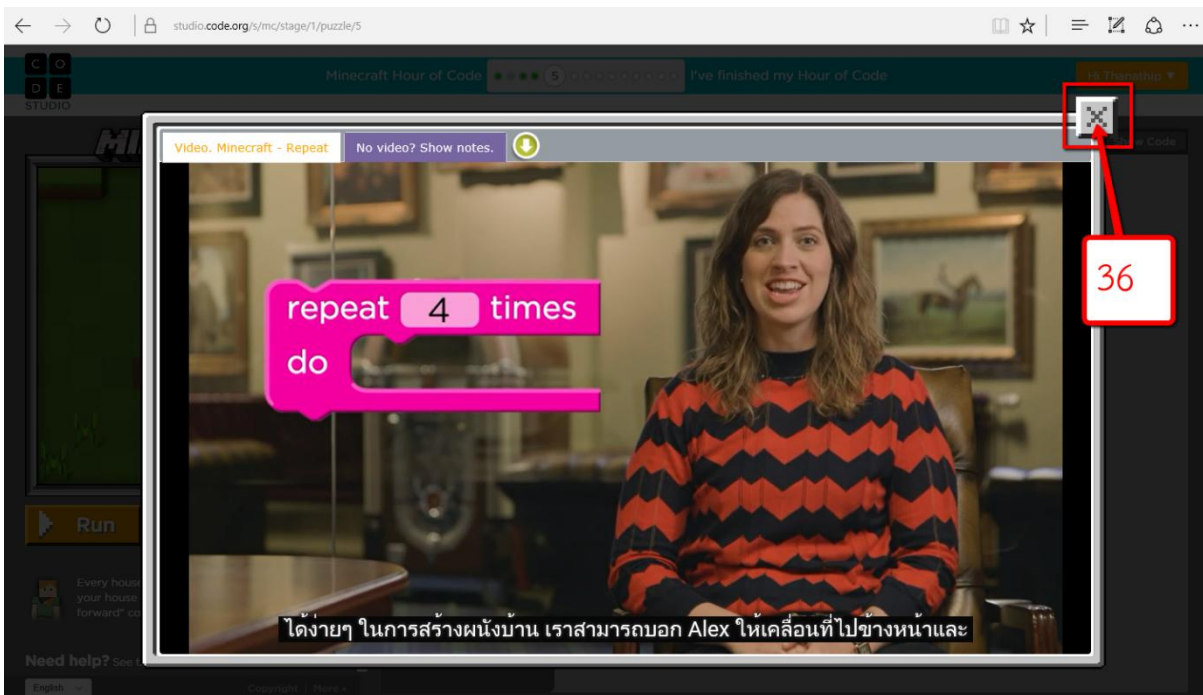 studio.code.org/s/mc/stage/1/puzzle/5
C O
D E
STUDIO
Minecraft Hour of Code
5
I've finished my Hour of Code
Hi Thanathip ▼
Video. Minecraft - Repeat
No video? Show notes.
Show Code
36
repeat 4 times
do
Run
Every house
your house
forward" co
ได้ง่ายๆ ในการสร้างผนังบ้าน เราสามารถบอก Alex ให้เคลื่อนที่ไปข้างหน้าและ
Need help? See t
English
Copyright | More